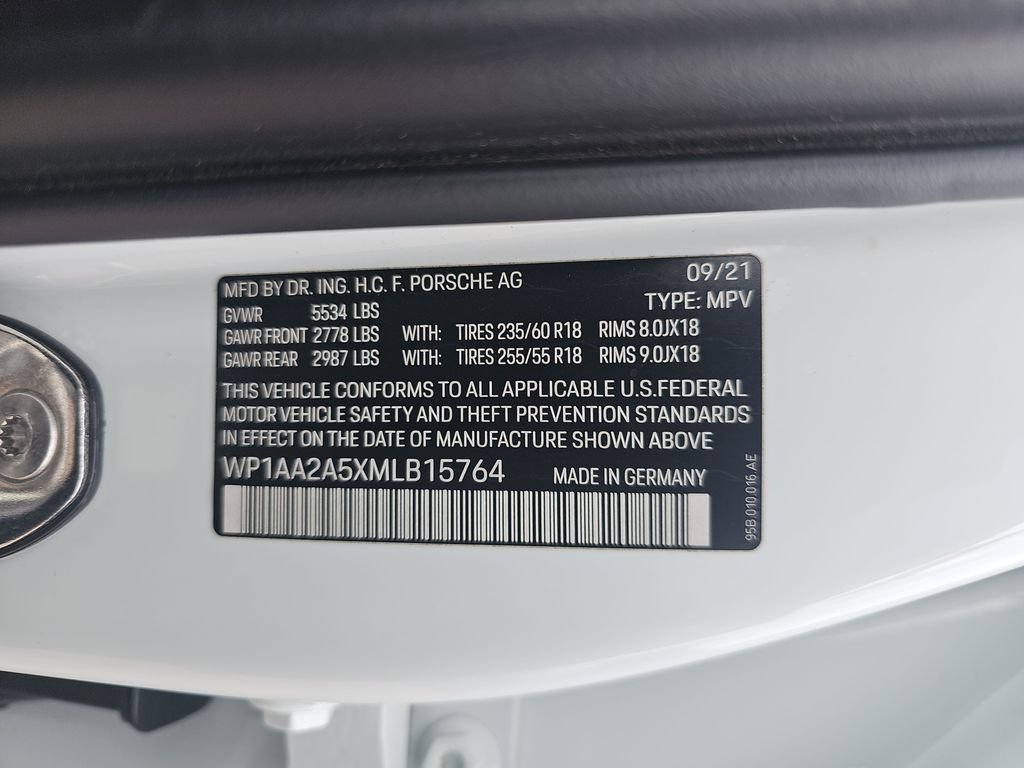 MFD BY DR. ING. H.C. F. PORSCHE AG 09/21
TYPE: MPV
GVWR 5534 LBS
GAWR FRONT 2778 LBS WITH: TIRES 235/60 R18 RIMS 8.0JX18
GAWR REAR 2987 LBS WITH: TIRES 255/55 R18 RIMS 9.0JX18
THIS VEHICLE CONFORMS TO ALL APPLICABLE U.S.FEDERAL
MOTOR VEHICLE SAFETY AND THEFT PREVENTION STANDARDS
IN EFFECT ON THE DATE OF MANUFACTURE SHOWN ABOVE
WP1AA2A5XMLB15764 MADE IN GERMANY
95B.010.016.AE